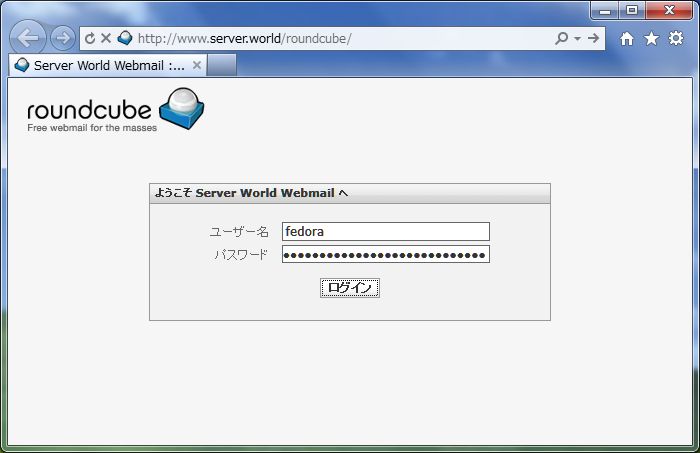 http://www.server.world/roundcube/
Server World Webmail :...
roundcube
Free webmail for the masses
ようこそ Server World Webmail へ
ユーザー名 fedora
パスワード ••••••••••••••••••••••••••••
ログイン